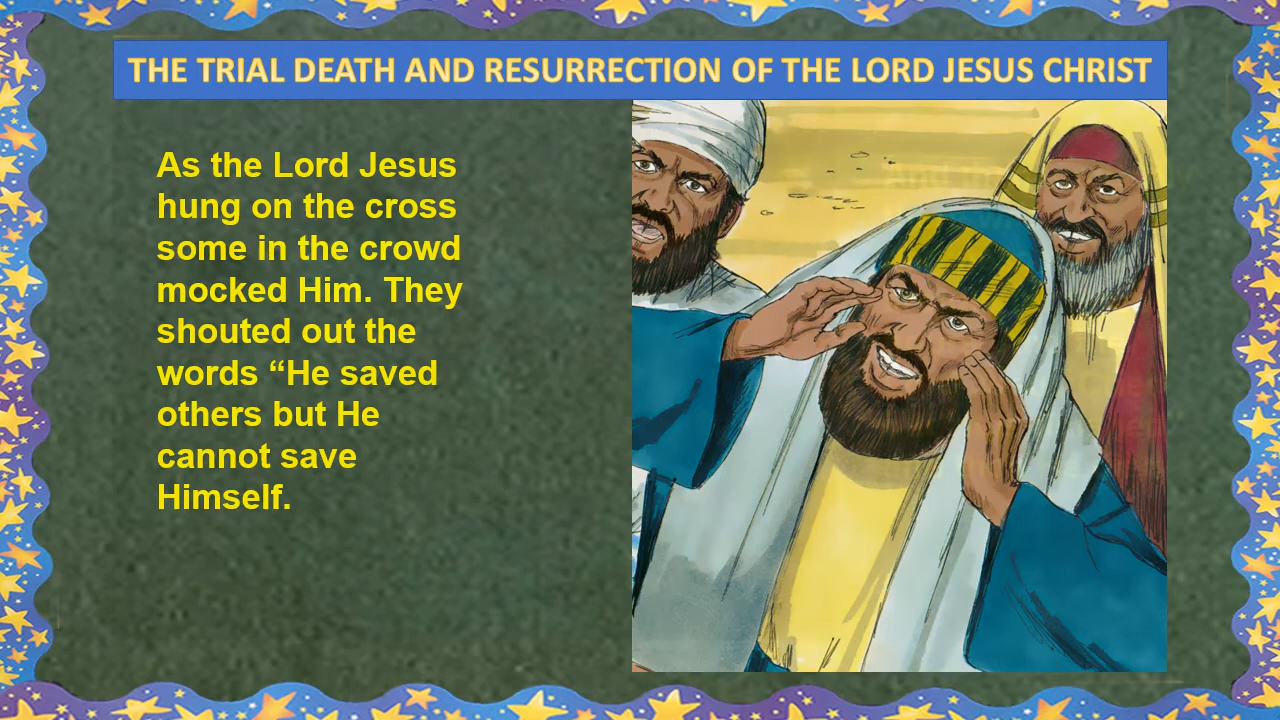 THE TRIAL DEATH AND RESURRECTION OF THE LORD JESUS CHRIST
As the Lord Jesus
hung on the cross
some in the crowd
mocked Him. They
shouted out the
words “He saved
others but He
cannot save
Himself.